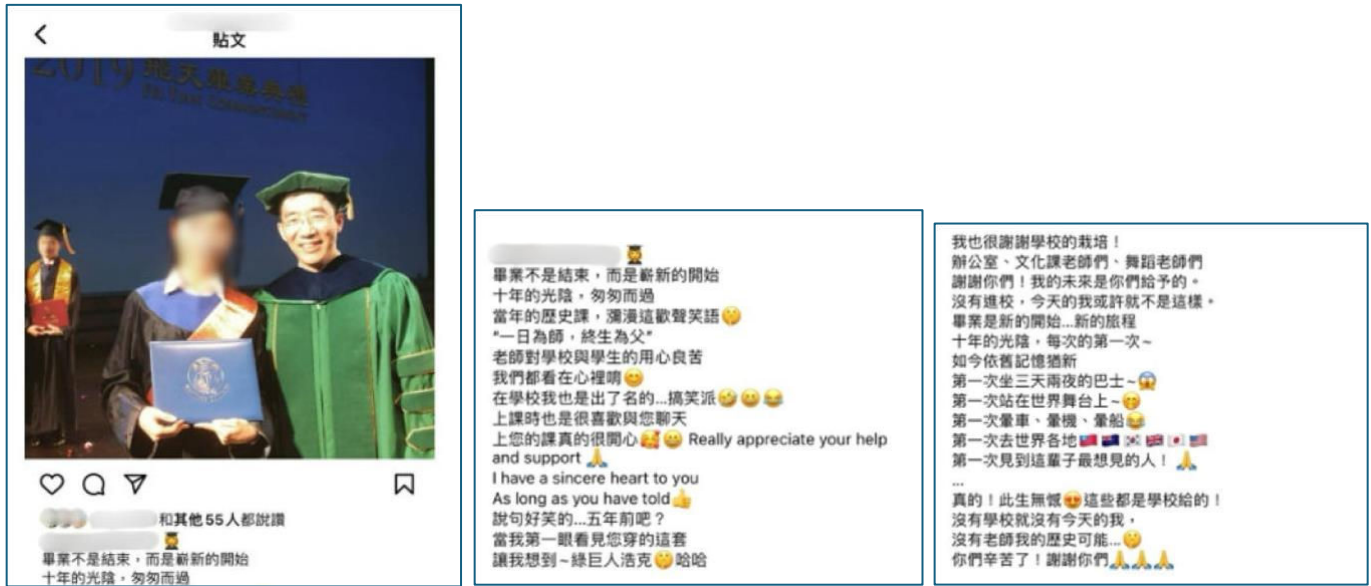 貼文
2019 飛天畢業典禮
Fei Tian Commencement
和其他 55 人都說讚
畢業不是結束，而是嶄新的開始
十年的光陰，匆匆而過
畢業不是結束，而是嶄新的開始
十年的光陰，匆匆而過
當年的歷史課，瀰漫這歡聲笑語🤭
"一日為師，終生為父"
老師對學校與學生的用心良苦
我們都看在心裡唷😊
在學校我也是出了名的...搞笑派🤣😀😂
上課時也是很喜歡與您聊天
上您的課真的很開心🥰😀 Really appreciate your help
and support 🙏
I have a sincere heart to you
As long as you have told👍
說句好笑的...五年前吧？
當我第一眼看見您穿的這套
讓我想到~綠巨人浩克🤭哈哈
我也很謝謝學校的栽培！
辦公室、文化課老師們、舞蹈老師們
謝謝你們！我的未來是你們給予的。
沒有進校，今天的我或許就不是這樣。
畢業是新的開始...新的旅程
十年的光陰，每次的第一次~
如今依舊記憶猶新
第一次坐三天兩夜的巴士~😱
第一次站在世界舞台上~🤭
第一次暈車、暈機、暈船😂
第一次去世界各地🇹🇼🇳🇿🇰🇷🇬🇧🇯🇵🇺🇸
第一次見到這輩子最想見的人！🙏
...
真的！此生無憾😍這些都是學校給的！
沒有學校就沒有今天的我，
沒有老師我的歷史可能...🤭
你們辛苦了！謝謝你們🙏🙏🙏